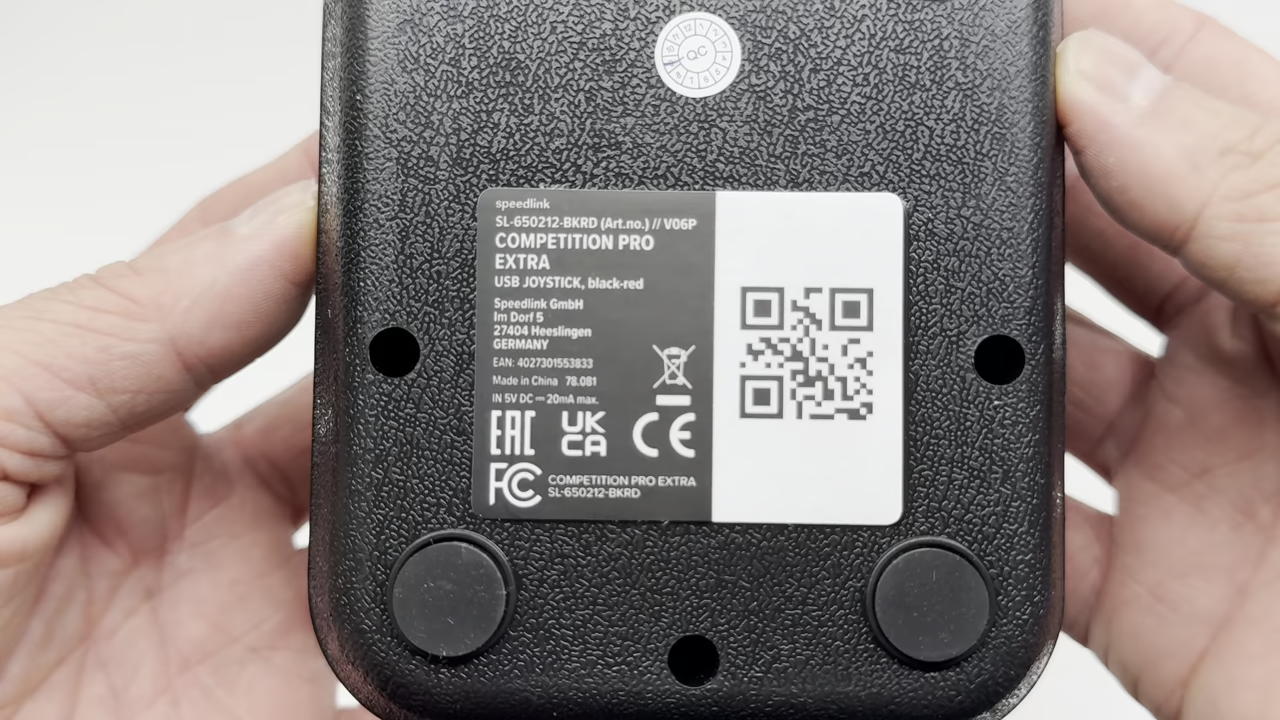 QC
speedlink
SL-650212-BKRD (Art.no.) // V06P
COMPETITION PRO
EXTRA
USB JOYSTICK, black-red
Speedlink GmbH
Im Dorf 5
27404 Heeslingen
GERMANY
EAN: 4027301553833
Made in China 78.081
IN 5V DC ⎓ 20mA max.
EAC UKCA CE
FC COMPETITION PRO EXTRA
SL-650212-BKRD